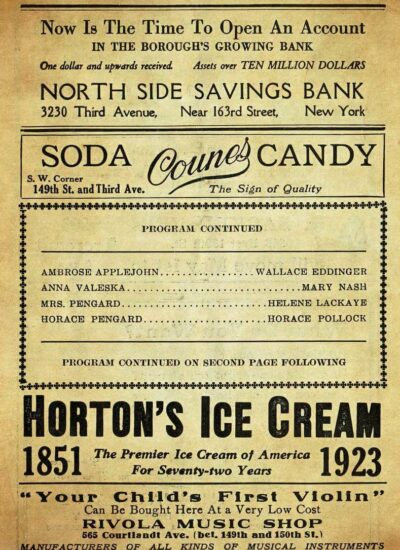 Now Is The Time To Open An Account
IN THE BOROUGH'S GROWING BANK
One dollar and upwards received. Assets over TEN MILLION DOLLARS
NORTH SIDE SAVINGS BANK
3230 Third Avenue, Near 163rd Street, New York
SODA Counes CANDY
S. W. Corner
149th St. and Third Ave. The Sign of Quality
PROGRAM CONTINUED
AMBROSE APPLEJOHN..............WALLACE EDDINGER
ANNA VALESKA..........................MARY NASH
MRS. PENGARD......................HELENE LACKAYE
HORACE PENGARD...................HORACE POLLOCK
PROGRAM CONTINUED ON SECOND PAGE FOLLOWING
HORTON'S ICE CREAM
1851 The Premier Ice Cream of America 1923
For Seventy-two Years
"Your Child's First Violin"
Can Be Bought Here At a Very Low Cost
RIVOLA MUSIC SHOP
565 Courtlandt Ave. (bet. 149th and 150th St.)
MANUFACTURERS OF ALL KINDS OF MUSICAL INSTRUMENTS